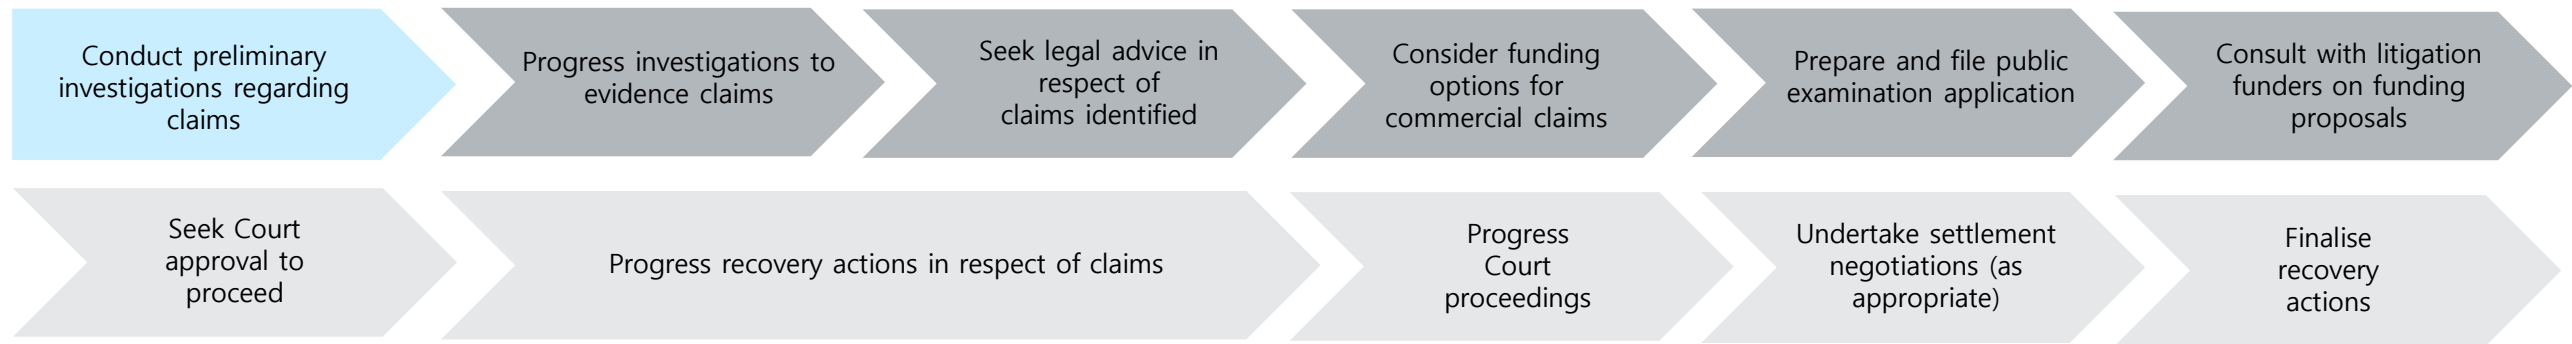 Conduct preliminary
investigations regarding
claims
Progress investigations to
evidence claims
Seek legal advice in
respect of
claims identified
Consider funding
options for
commercial claims
Prepare and file public
examination application
Consult with litigation
funders on funding
proposals
Seek Court
approval to
proceed
Progress recovery actions in respect of claims
Progress
Court
proceedings
Undertake settlement
negotiations (as
appropriate)
Finalise
recovery
actions